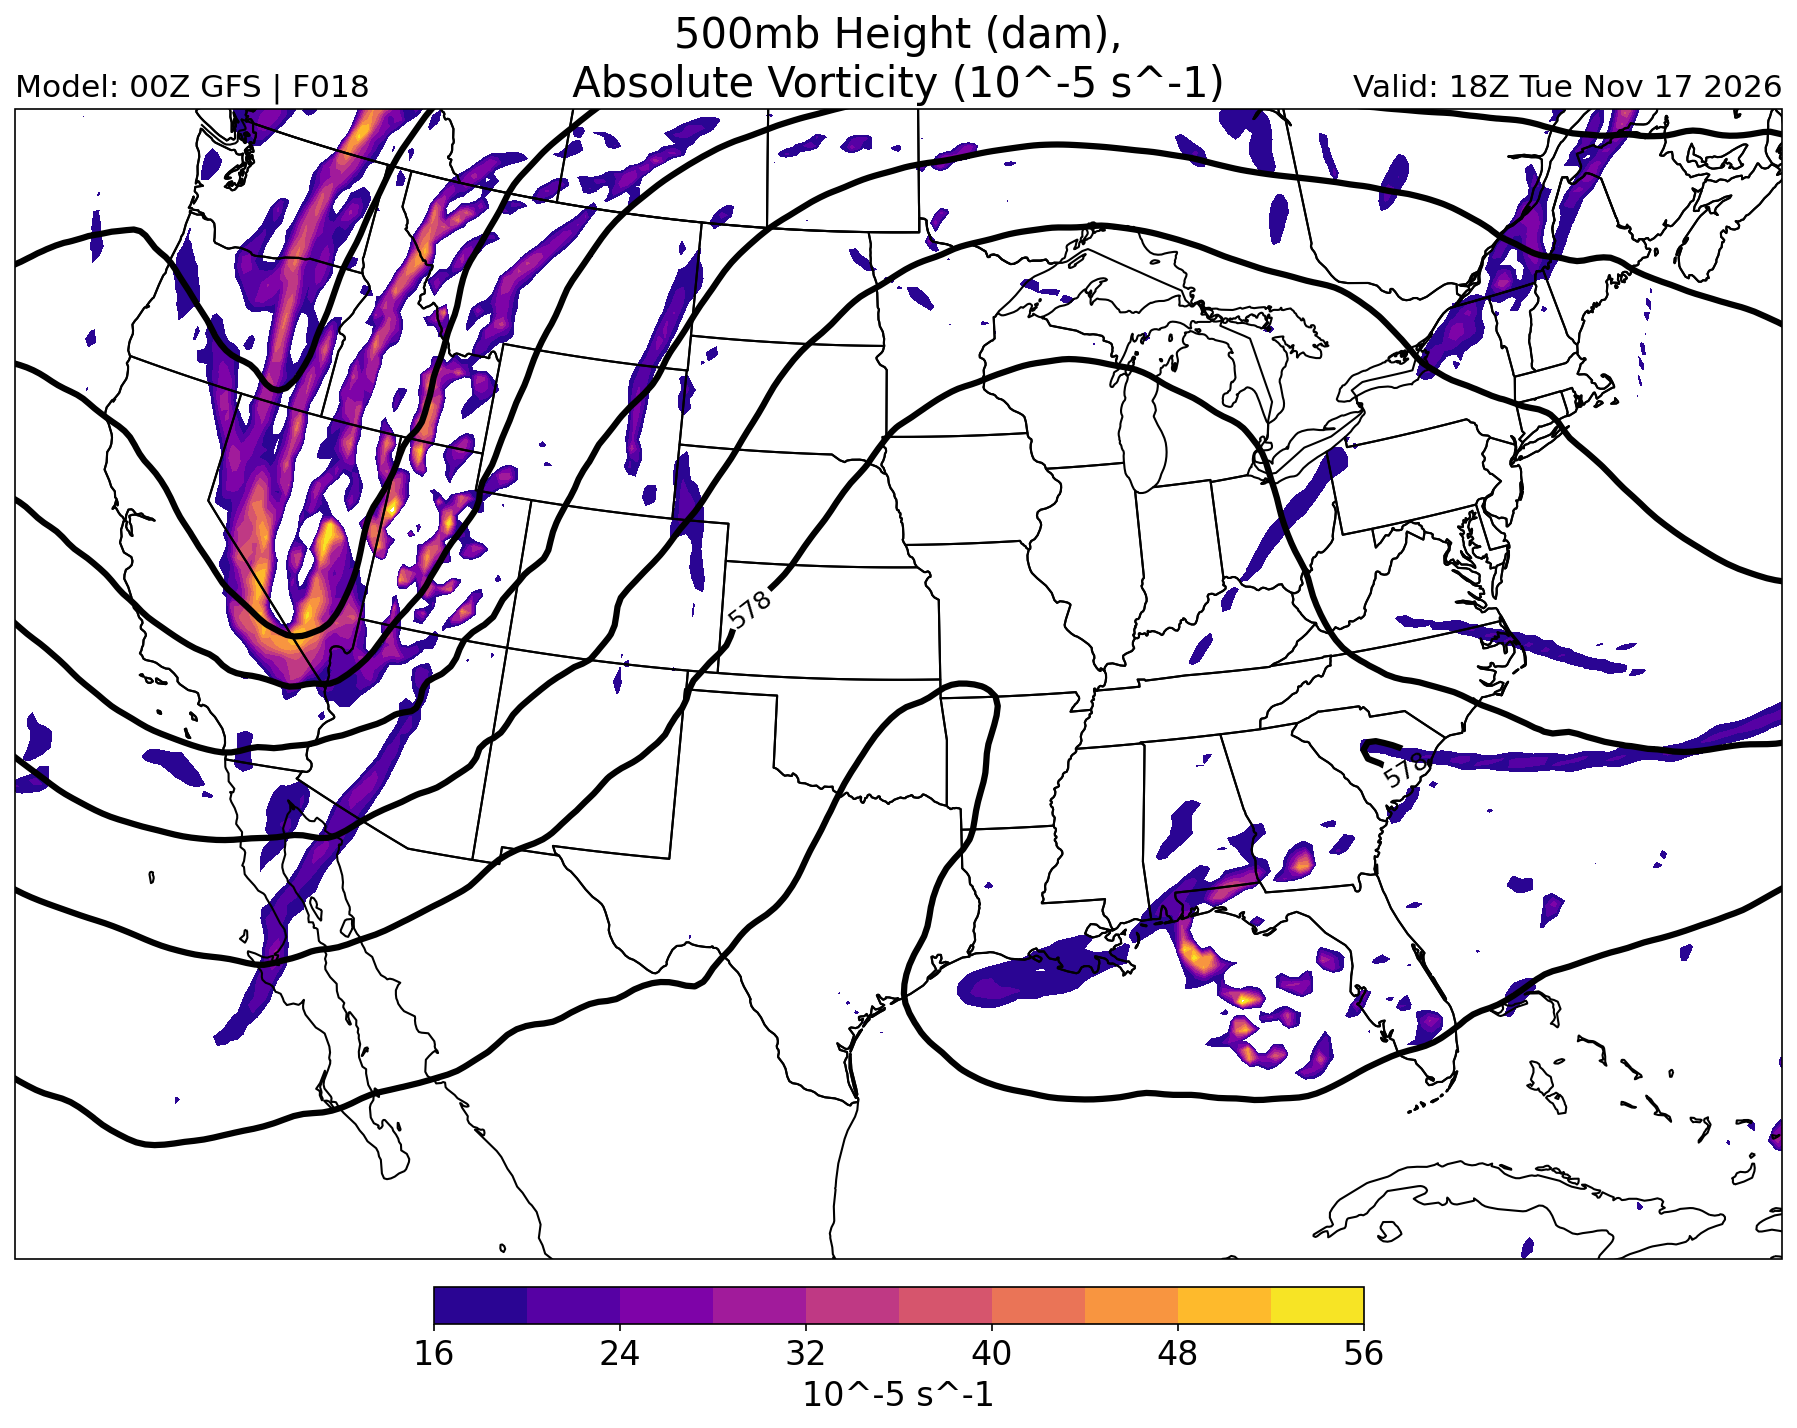 500mb Height (dam),
Model: 00Z GFS | F018
Absolute Vorticity (10^-5 s^-1)
Valid: 18Z Tue Nov 17 2026
578
578
16 24 32 40 48 56
10^-5 s^-1